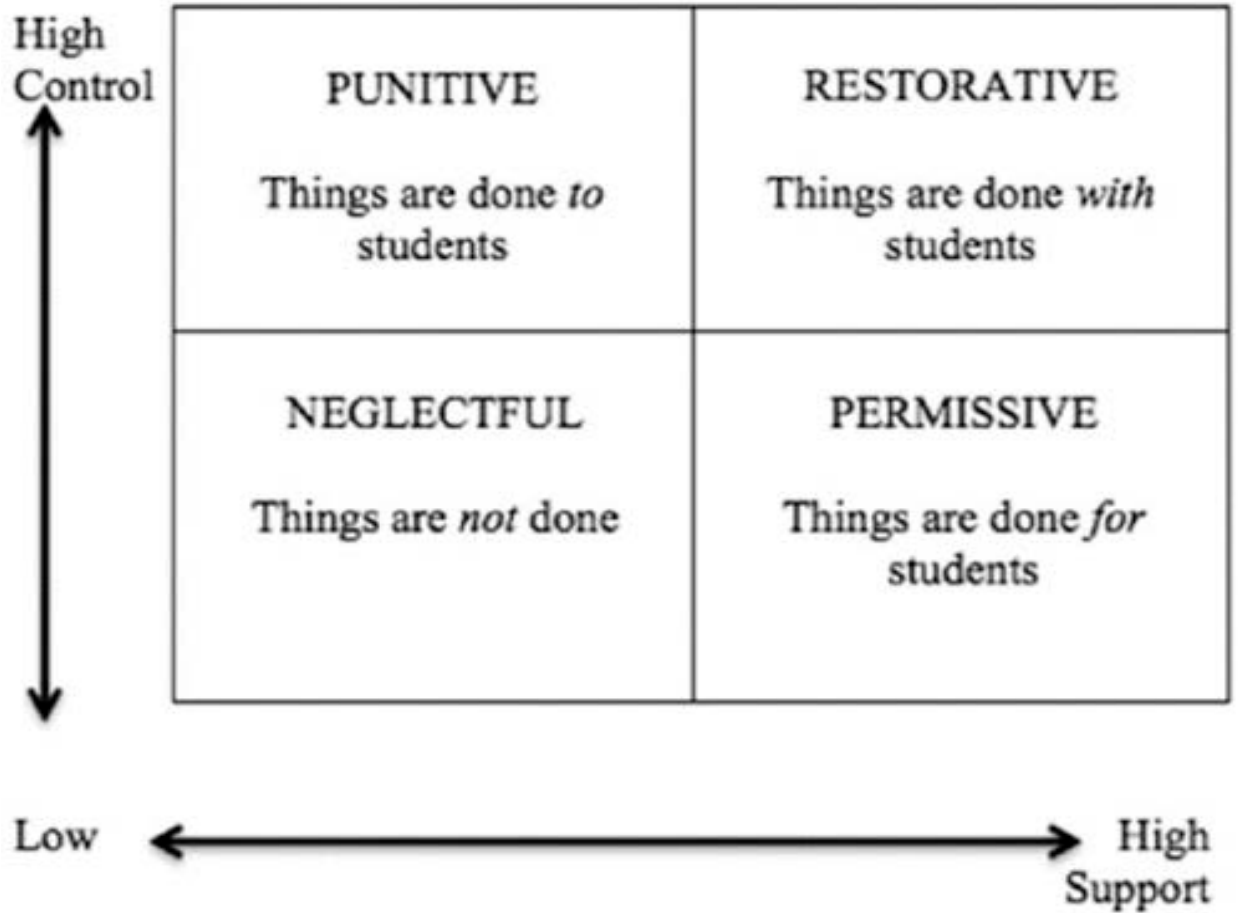 High
Control
PUNITIVE
Things are done to
students
RESTORATIVE
Things are done with
students
NEGLECTFUL
Things are not done
PERMISSIVE
Things are done for
students
Low
High
Support